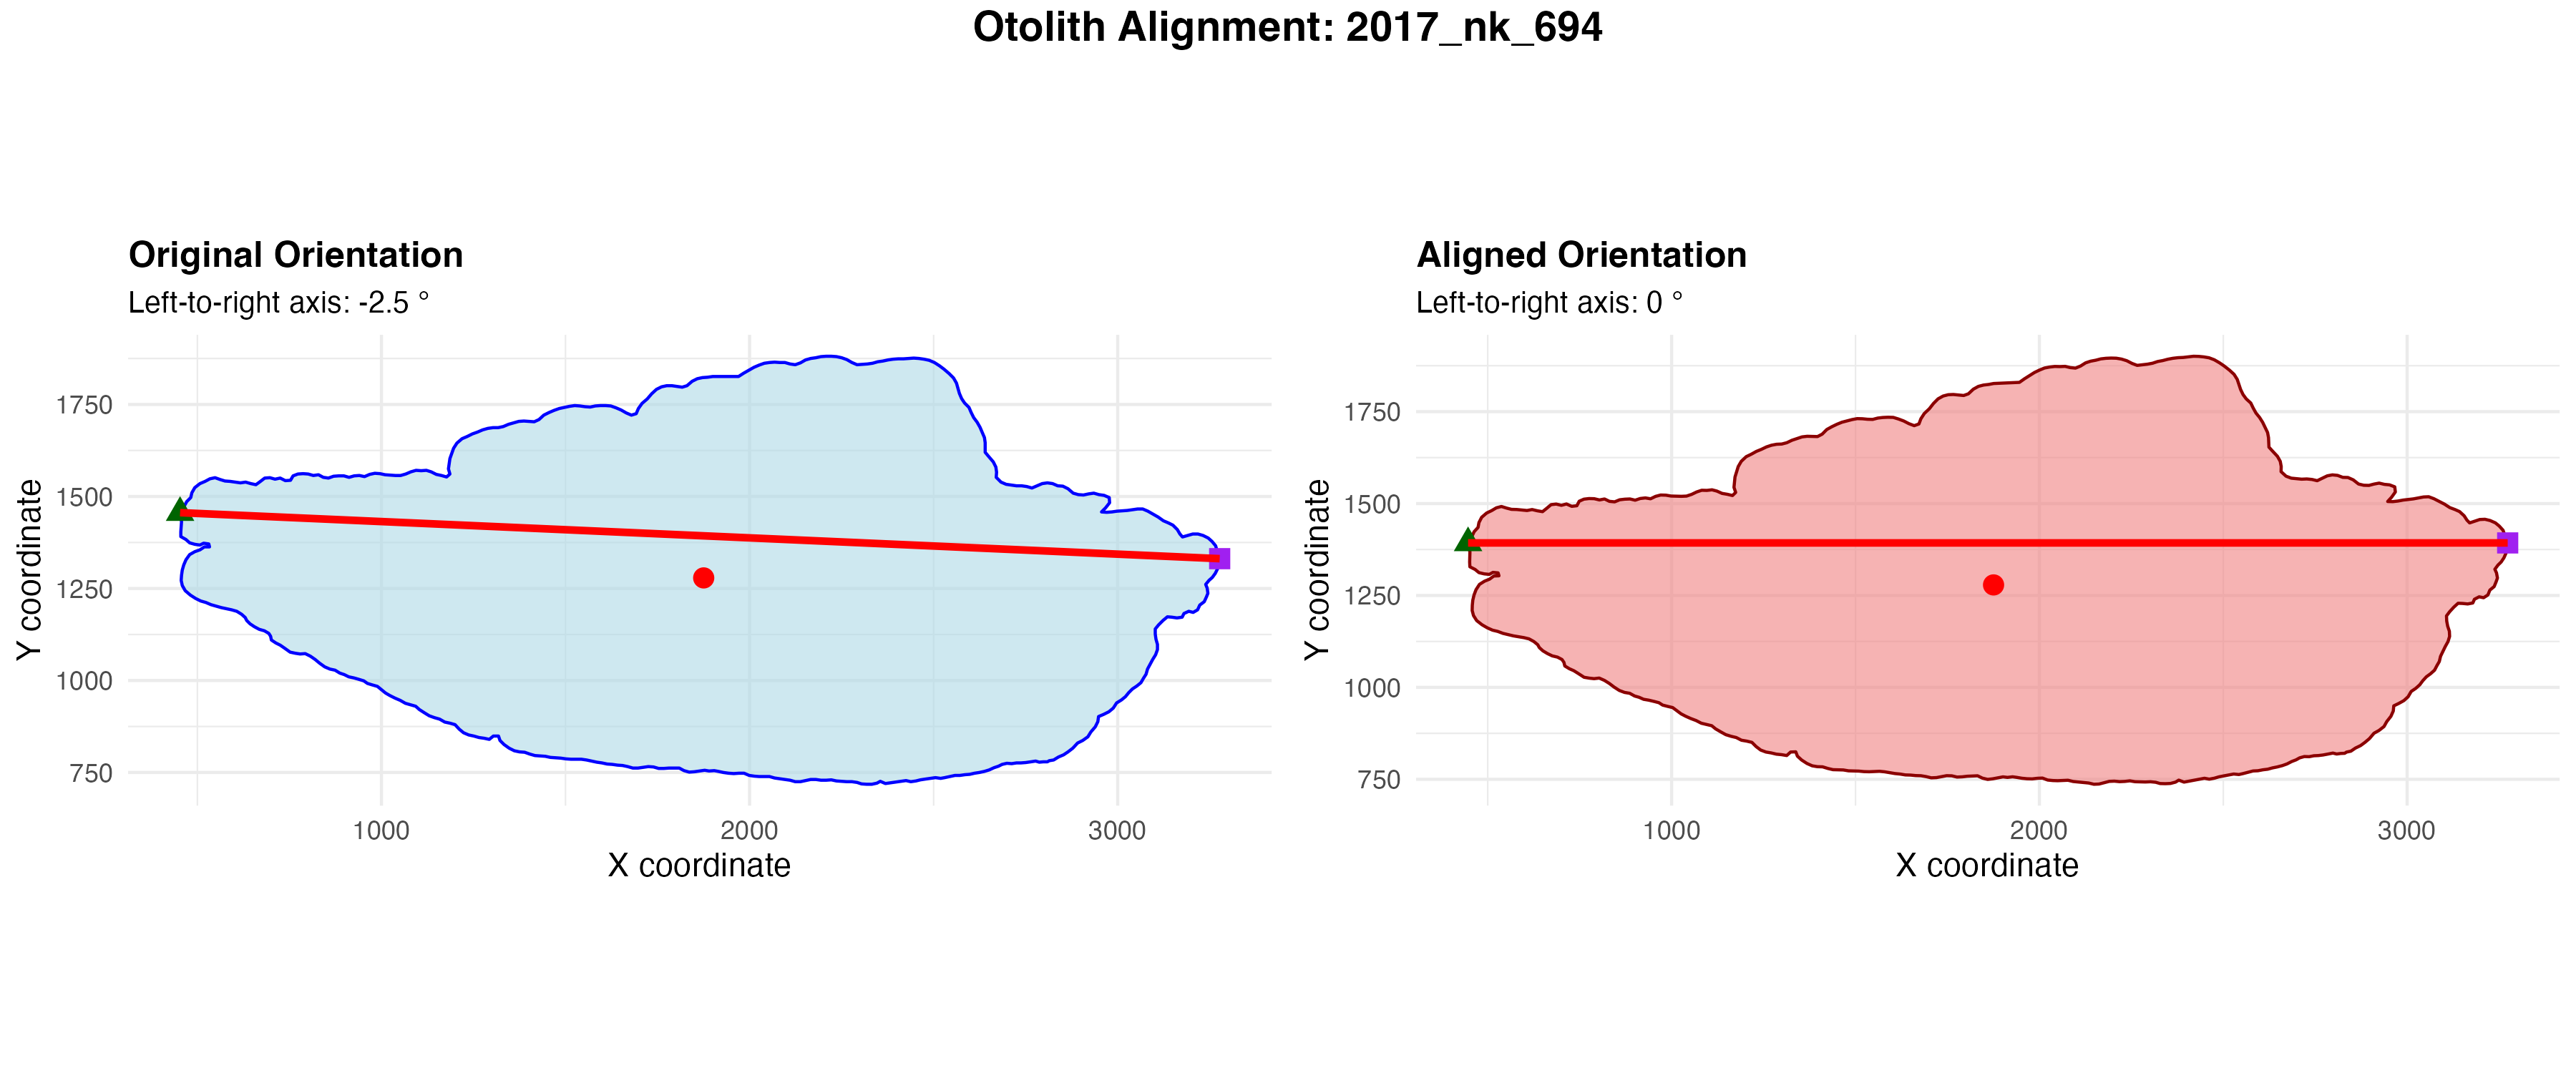 Otolith Alignment: 2017_nk_694
Original Orientation
Left-to-right axis: -2.5 °
1750
1500
1250
1000
750
Y coordinate
1000 2000 3000
X coordinate
Aligned Orientation
Left-to-right axis: 0 °
1750
1500
1250
1000
750
Y coordinate
1000 2000 3000
X coordinate